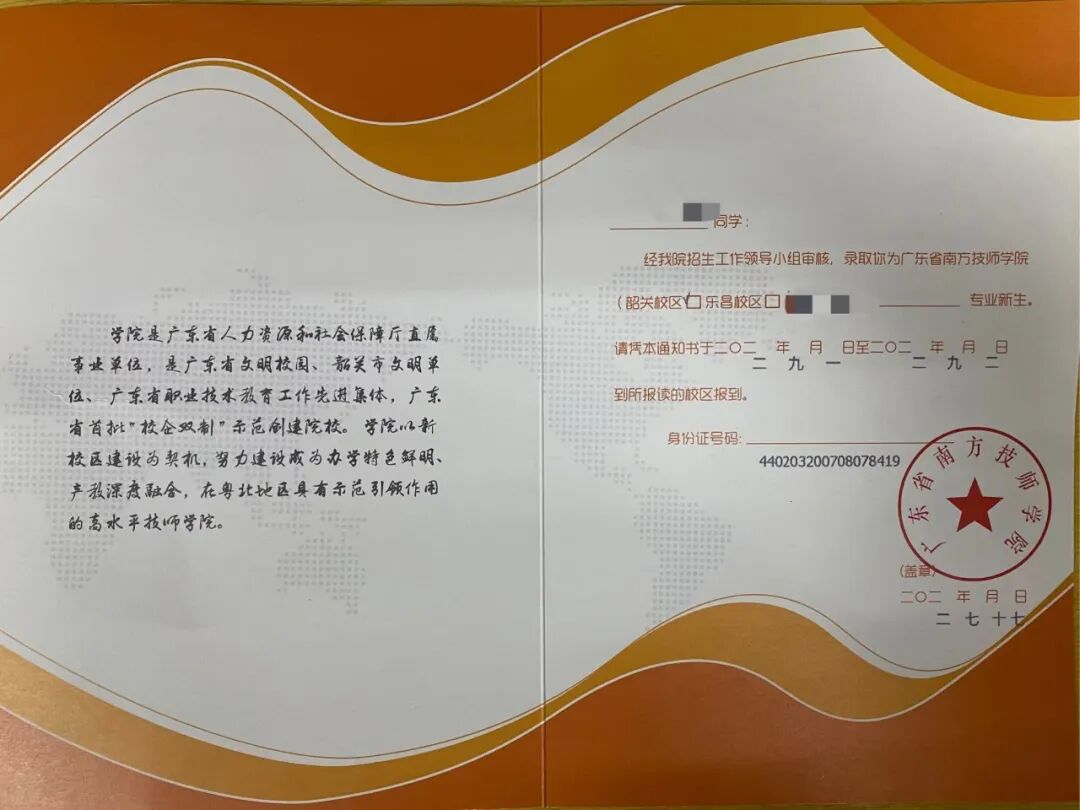 学院是广东省人力资源和社会保障厅直属
事业单位，是广东省文明校园、韶关市文明单
位、广东省职业技术教育工作先进集体，广东
省首批"校企双制"示范创建院校。学院以新
校区建设为契机，努力建设成为办学特色鲜明、
产教深度融合，在粤北地区具有示范引领作用
的高水平技师学院。
同学：
经我院招生工作领导小组审核，录取你为广东省南方技师学院
（韶关校区☐乐昌校区☐ 专业新生。
请凭本通知书于二〇二 年 月 日至二〇二 年 月 日
二 九 一 二 九 二
到所报读的校区报到。
身份证号码:
440203200708078419
广东省南方技师学院
(盖章)
二〇二 年 月 日
二 七 十七